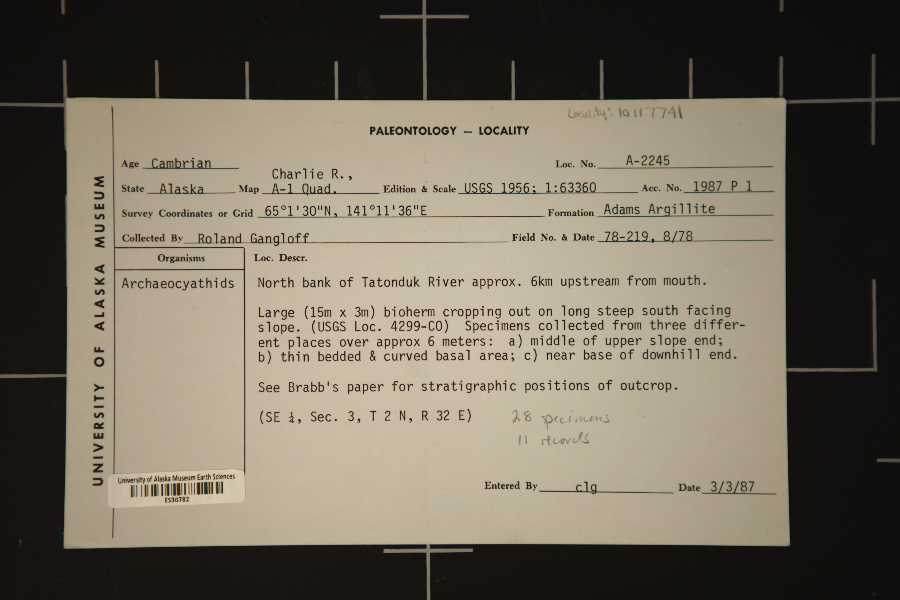 Locality: 10117741
PALEONTOLOGY — LOCALITY
UNIVERSITY OF ALASKA MUSEUM
Age Cambrian Loc. No. A-2245
Charlie R.,
State Alaska Map A-1 Quad. Edition & Scale USGS 1956; 1:63360 Acc. No. 1987 P 1
Survey Coordinates or Grid 65°1'30"N, 141°11'36"E Formation Adams Argillite
Collected By Roland Gangloff Field No. & Date 78-219, 8/78
Organisms Loc. Descr.
Archaeocyathids
North bank of Tatonduk River approx. 6km upstream from mouth.
Large (15m x 3m) bioherm cropping out on long steep south facing
slope. (USGS Loc. 4299-CO) Specimens collected from three differ-
ent places over approx 6 meters: a) middle of upper slope end;
b) thin bedded & curved basal area; c) near base of downhill end.
See Brabb's paper for stratigraphic positions of outcrop.
(SE ¼, Sec. 3, T 2 N, R 32 E) 28 specimens
11 records
University of Alaska Museum Earth Sciences
ES36782
Entered By clg Date 3/3/87